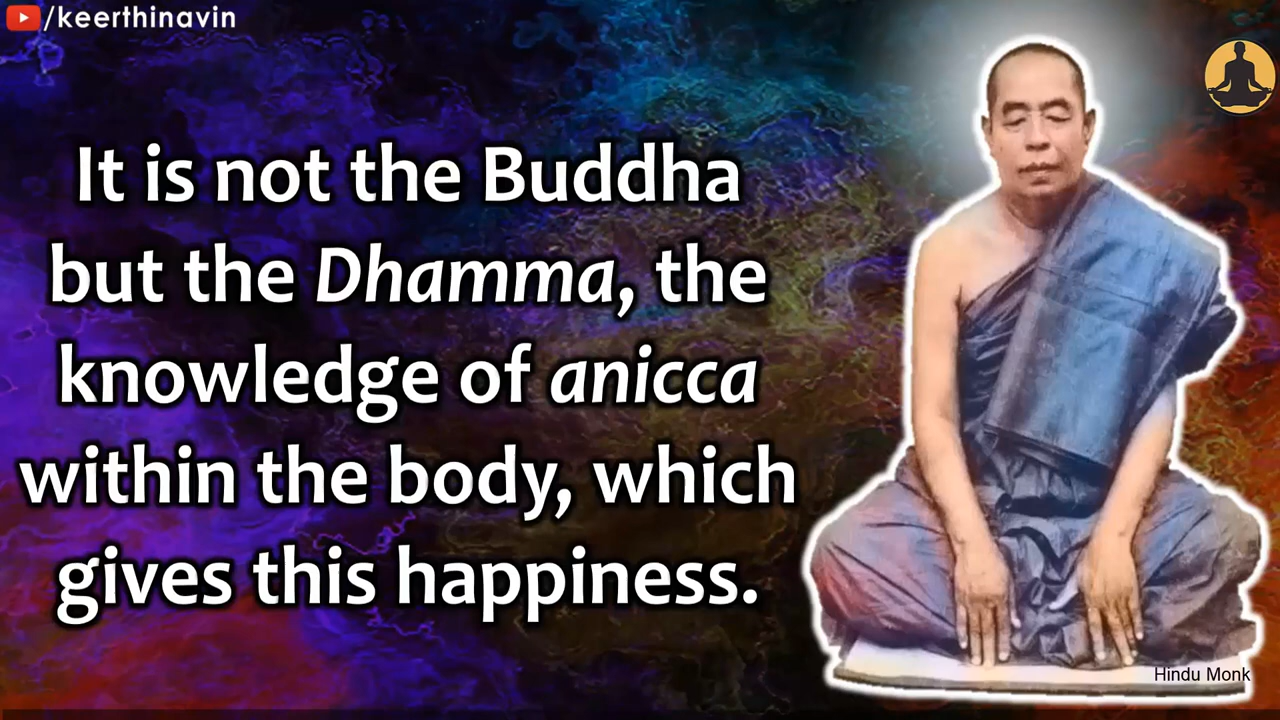 /keerthinavin
It is not the Buddha
but the Dhamma, the
knowledge of anicca
within the body, which
gives this happiness.
Hindu Monk